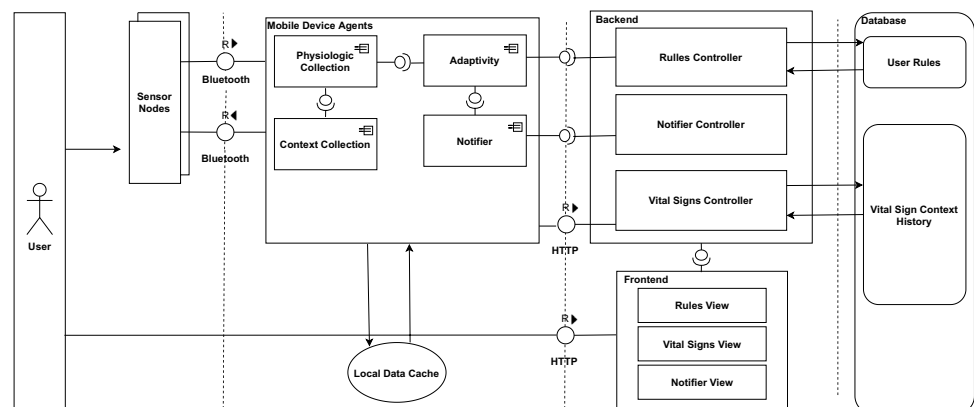 Mobile Device Agents
Backend
Database
R
Physiologic
Collection
Adaptivity
Rulles Controller
User Rules
Bluetooth
Sensor
Nodes
R
Context Collection
Notifier
Notifier Controller
Bluetooth
Vital Signs Controller
Vital Sign Context
History
R
User
HTTP
Frontend
Rules View
R
Vital Signs View
HTTP
Local Data Cache
Notifier View